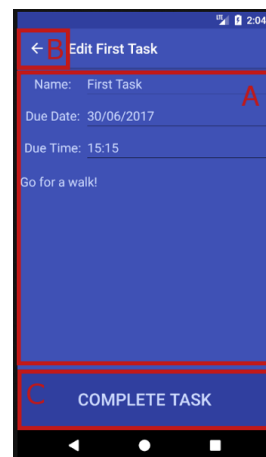 2:04
← Edit First Task
B
Name: First Task
A
Due Date: 30/06/2017
Due Time: 15:15
Go for a walk!
C
COMPLETE TASK